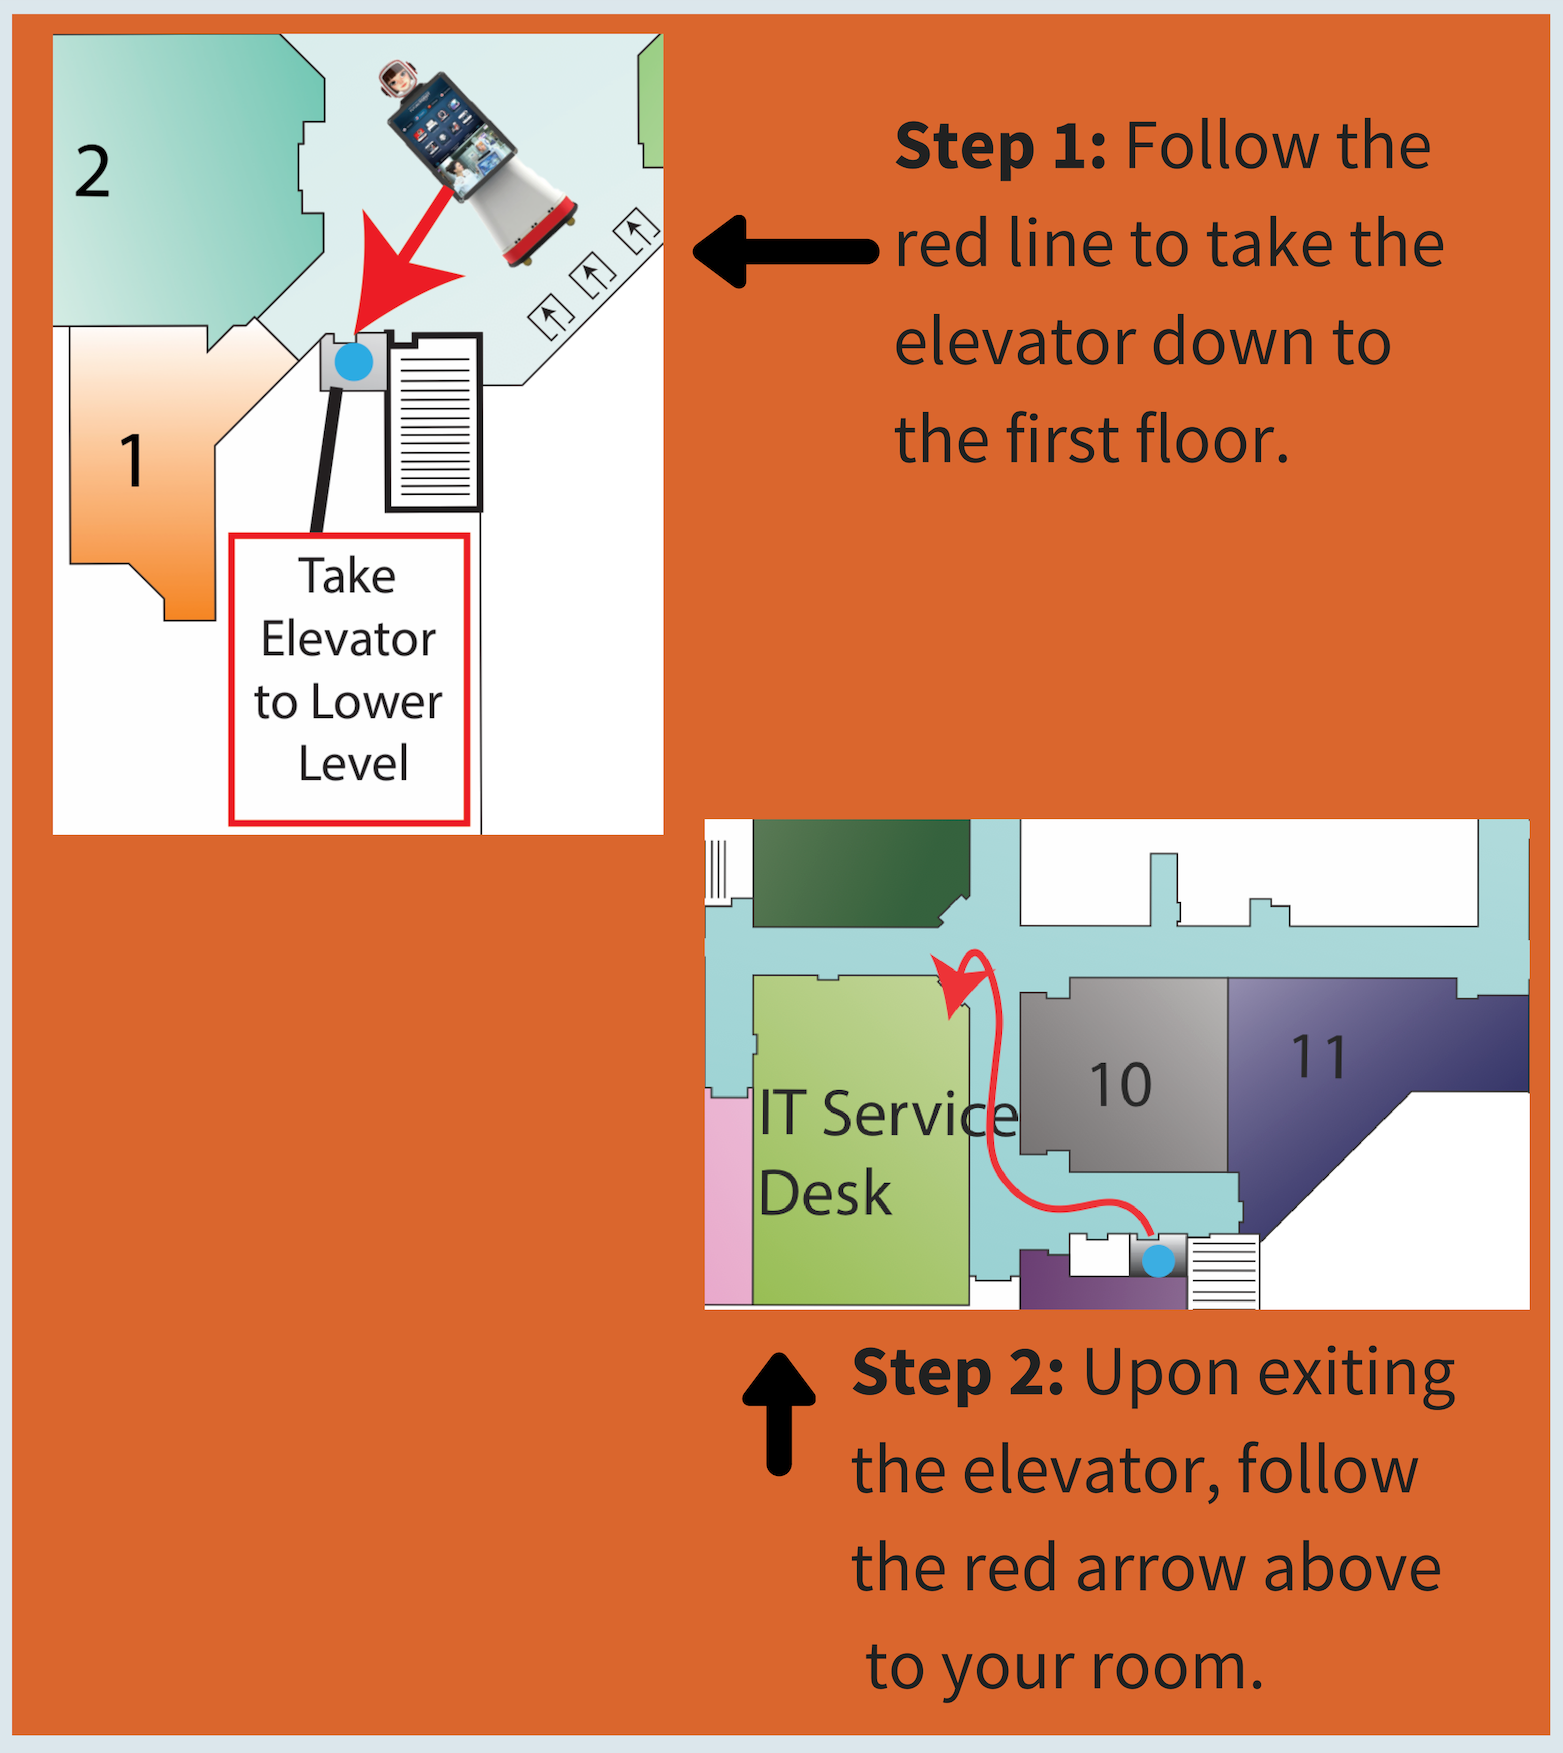 2
1
Take
Elevator
to Lower
Level
Step 1: Follow the
red line to take the
elevator down to
the first floor.
10
11
IT Service
Desk
Step 2: Upon exiting
the elevator, follow
the red arrow above
to your room.